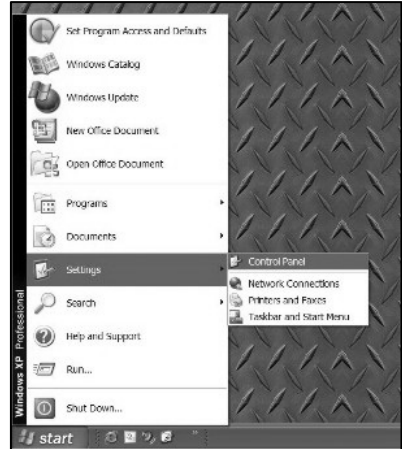 Set Program Access and Defaults
Windows Catalog
Windows Update
New Office Document
Open Office Document
Programs
Documents
Settings
Control Panel
Network Connections
Printers and Faxes
Taskbar and Start Menu
Search
Help and Support
Run...
Shut Down...
Windows XP Professional
start